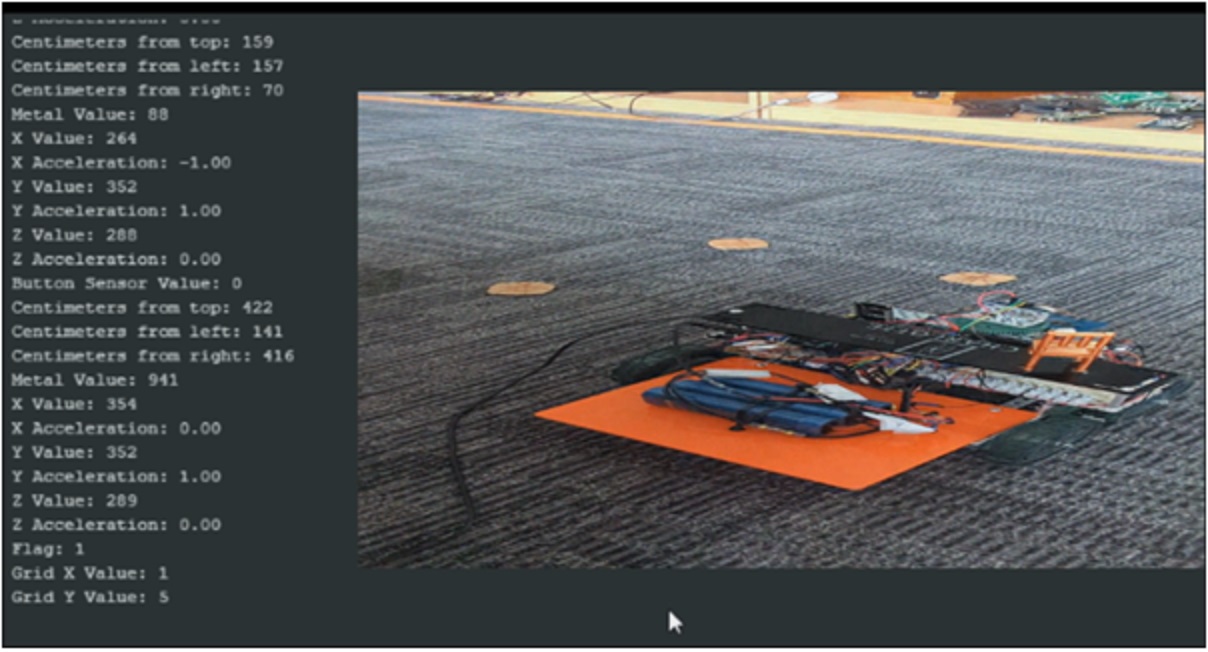 Centimeters from top: 159
Centimeters from left: 157
Centimeters from right: 70
Metal Value: 88
X Value: 264
X Acceleration: -1.00
Y Value: 352
Y Acceleration: 1.00
Z Value: 288
Z Acceleration: 0.00
Button Sensor Value: 0
Centimeters from top: 422
Centimeters from left: 141
Centimeters from right: 416
Metal Value: 941
X Value: 354
X Acceleration: 0.00
Y Value: 352
Y Acceleration: 1.00
Z Value: 289
Z Acceleration: 0.00
Flag: 1
Grid X Value: 1
Grid Y Value: 5